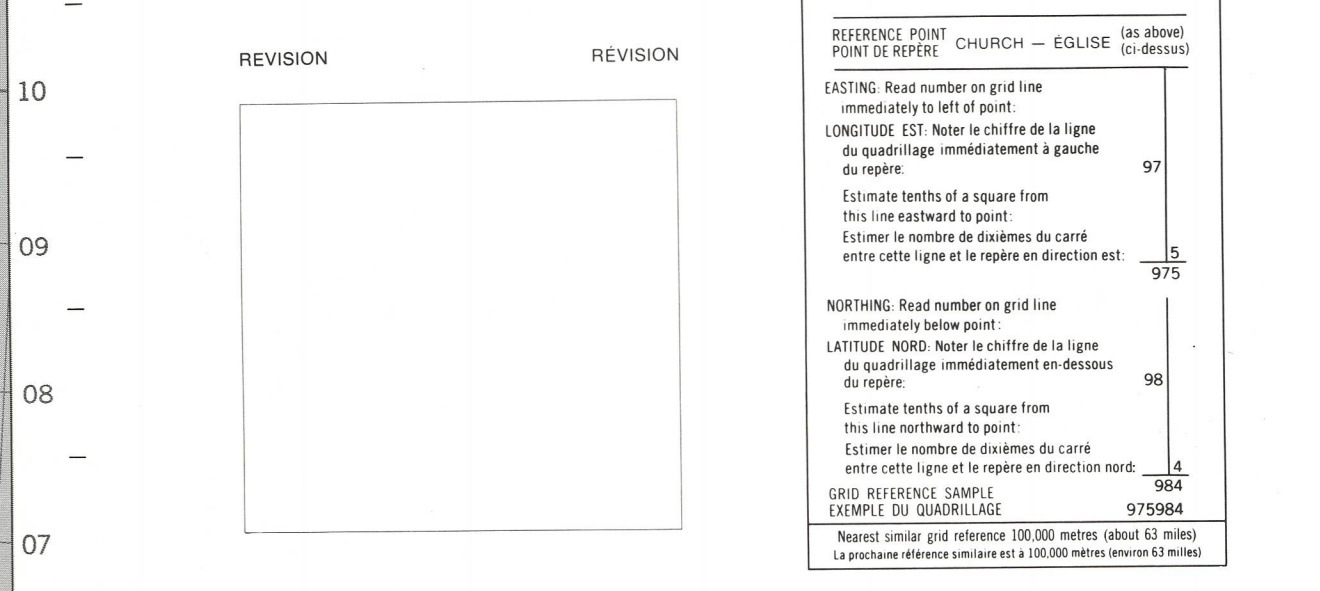 10
09
08
07
REVISION
RÉVISION
REFERENCE POINT
POINT DE REPÈRE
CHURCH — ÉGLISE
(as above)
(ci-dessus)
EASTING: Read number on grid line
immediately to left of point:
LONGITUDE EST: Noter le chiffre de la ligne
du quadrillage immédiatement à gauche
du repère:
97
Estimate tenths of a square from
this line eastward to point:
Estimer le nombre de dixièmes du carré
entre cette ligne et le repère en direction est:
5
975
NORTHING: Read number on grid line
immediately below point:
LATITUDE NORD: Noter le chiffre de la ligne
du quadrillage immédiatement en-dessous
du repère:
98
Estimate tenths of a square from
this line northward to point:
Estimer le nombre de dixièmes du carré
entre cette ligne et le repère en direction nord:
4
984
GRID REFERENCE SAMPLE
EXEMPLE DU QUADRILLAGE
975984
Nearest similar grid reference 100,000 metres (about 63 miles)
La prochaine référence similaire est à 100,000 mètres (environ 63 milles)